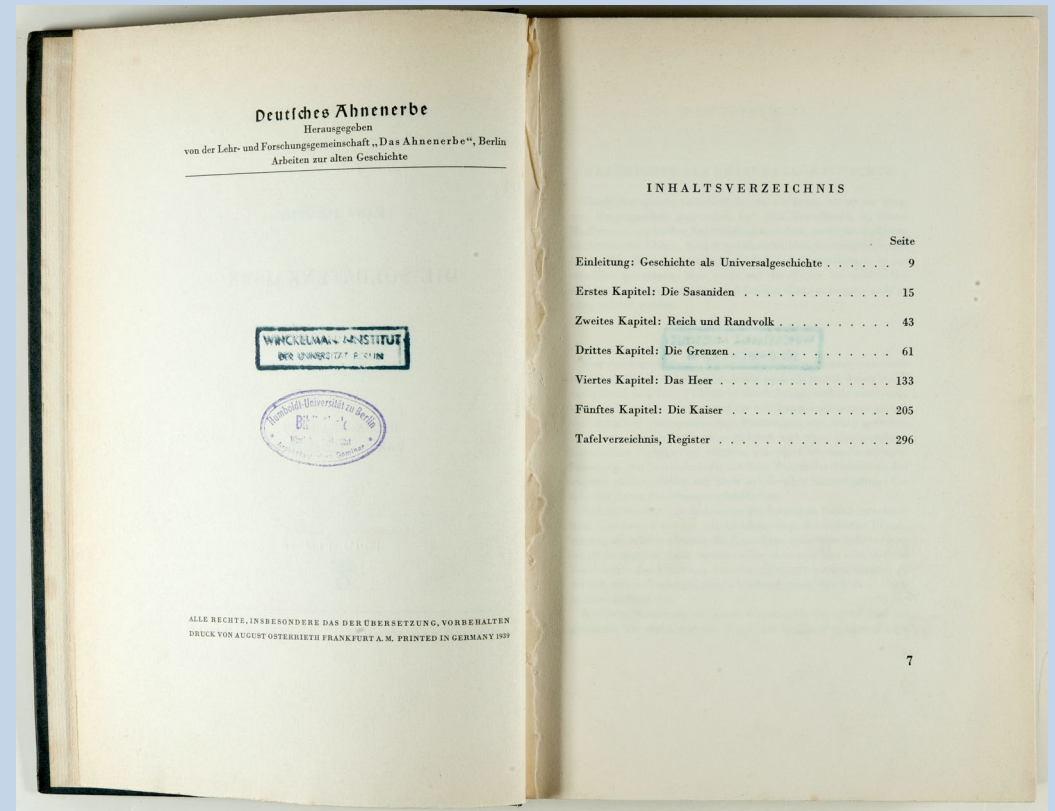 Deutsches Ahnenerbe
Herausgegeben
von der Lehr- und Forschungsgemeinschaft „Das Ahnenerbe“, Berlin
Arbeiten zur alten Geschichte
WINCKELMANN-INSTITUT
DER UNIVERSITÄT BERLIN
Humboldt-Universität zu Berlin
ALLE RECHTE, INSBESONDERE DAS DER ÜBERSETZUNG, VORBEHALTEN
DRUCK VON AUGUST OSTERRIETH FRANKFURT A. M. PRINTED IN GERMANY 1939
INHALTSVERZEICHNIS
Seite
Einleitung: Geschichte als Universalgeschichte . . . . . . 9
Erstes Kapitel: Die Sasaniden . . . . . . . . . . . . . 15
Zweites Kapitel: Reich und Randvolk . . . . . . . . . . 43
Drittes Kapitel: Die Grenzen . . . . . . . . . . . . . . 61
Viertes Kapitel: Das Heer . . . . . . . . . . . . . . . 133
Fünftes Kapitel: Die Kaiser . . . . . . . . . . . . . . 205
Tafelverzeichnis, Register . . . . . . . . . . . . . . . 296
7